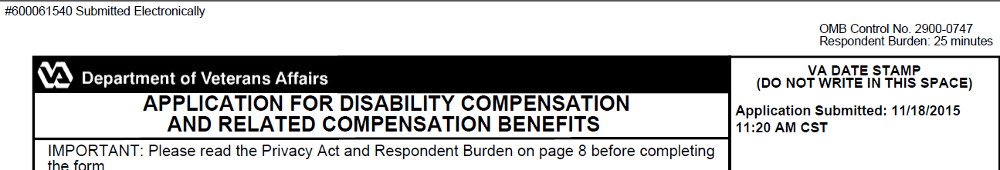 #600061540 Submitted Electronically
OMB Control No. 2900-0747
Respondent Burden: 25 minutes
VA Department of Veterans Affairs
VA DATE STAMP
(DO NOT WRITE IN THIS SPACE)
APPLICATION FOR DISABILITY COMPENSATION
AND RELATED COMPENSATION BENEFITS
Application Submitted: 11/18/2015
11:20 AM CST
IMPORTANT: Please read the Privacy Act and Respondent Burden on page 8 before completing
the form